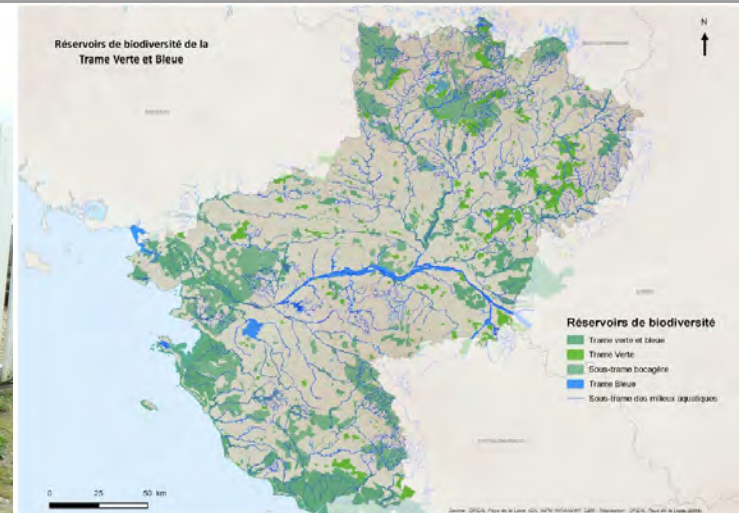 Réservoirs de biodiversité de la
Trame Verte et Bleue
N
Réservoirs de biodiversité
Trame verte et bleue
Trame Verte
Sous-trame bocagère
Trame Bleue
Sous-trame des milieux aquatiques
0 25 50 km